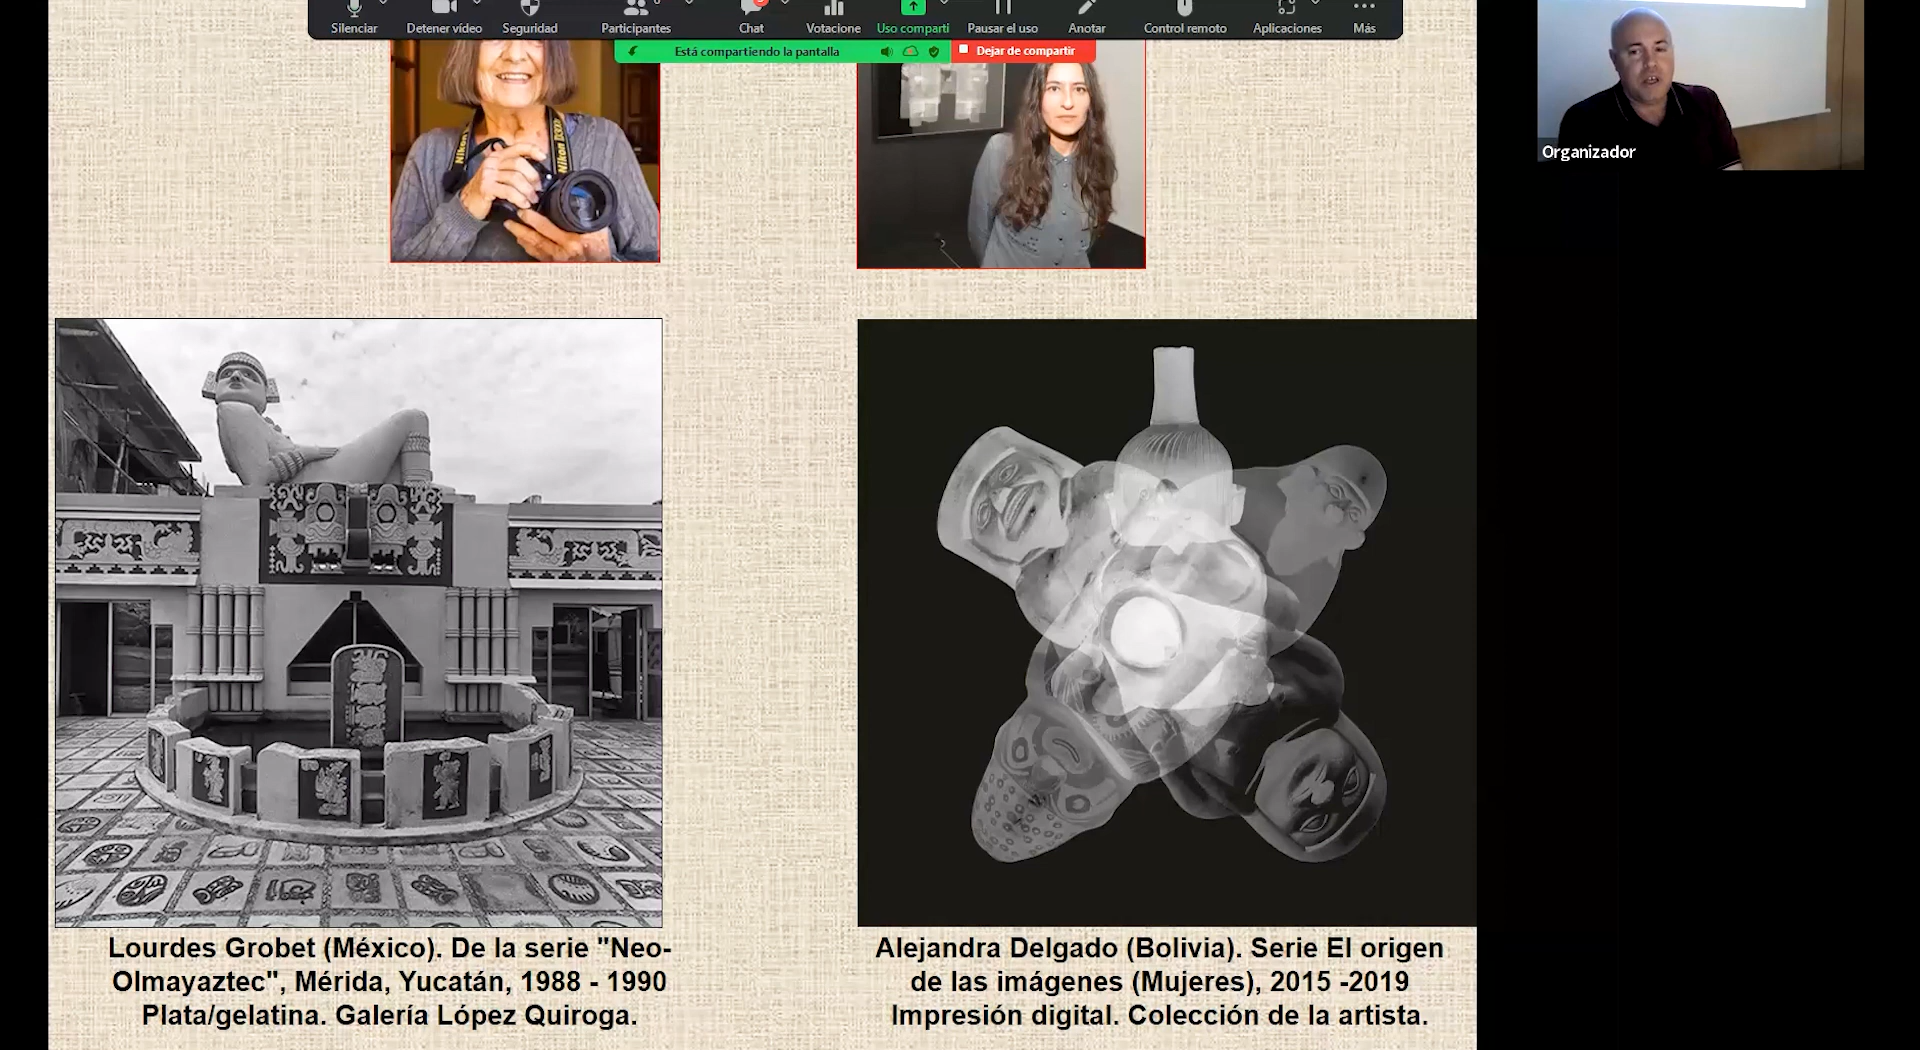 Silenciar
Detener vídeo
Seguridad
Participantes
Chat
Votacione
Uso comparti
Pausar el uso
Anotar
Control remoto
Aplicaciones
Más
Está compartiendo la pantalla
Dejar de compartir
Nikon
Nikon
Organizador
Lourdes Grobet (México). De la serie "Neo-
Olmayaztec", Mérida, Yucatán, 1988 - 1990
Plata/gelatina. Galería López Quiroga.
Alejandra Delgado (Bolivia). Serie El origen
de las imágenes (Mujeres), 2015 -2019
Impresión digital. Colección de la artista.